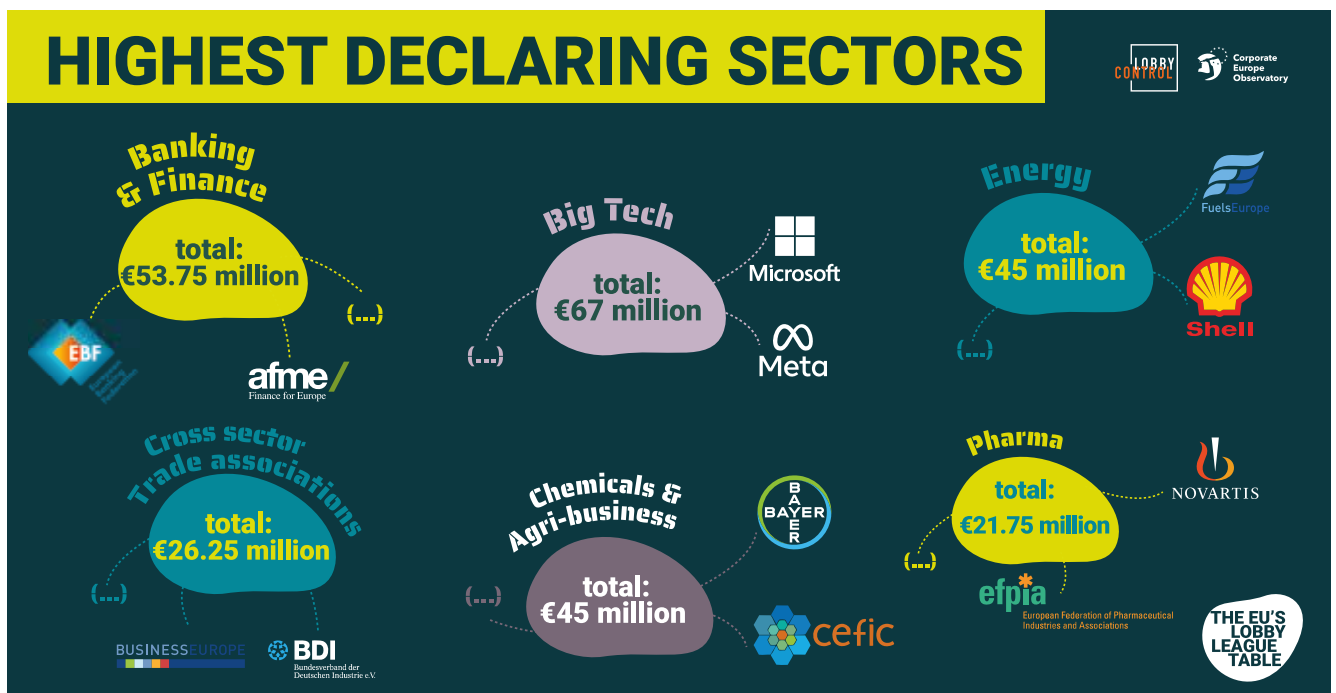 HIGHEST DECLARING SECTORS
LOBBY
CONTROL
Corporate
Europe
Observatory
Banking
& Finance
total:
€53.75 million
(...)
EBF
European
Banking
Federation
afme/
Finance for Europe
Big Tech
total:
€67 million
(...)
Microsoft
Meta
Energy
total:
€45 million
(...)
FuelsEurope
Shell
Cross sector
Trade associations
total:
€26.25 million
(...)
BUSINESSEUROPE
BDI
Bundesverband der
Deutschen Industrie e.V.
Chemicals &
Agri-business
total:
€45 million
(...)
BAYER
BAYER
cefic
Pharma
total:
€21.75 million
(...)
NOVARTIS
efpia
European Federation of Pharmaceutical
Industries and Associations
THE EU'S
LOBBY
LEAGUE
TABLE